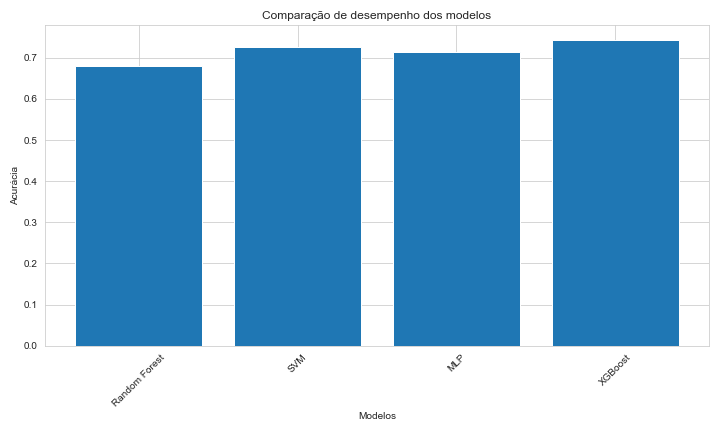 Comparação de desempenho dos modelos
Acurácia
0.7
0.6
0.5
0.4
0.3
0.2
0.1
0.0
Random Forest
SVM
MLP
XGBoost
Modelos